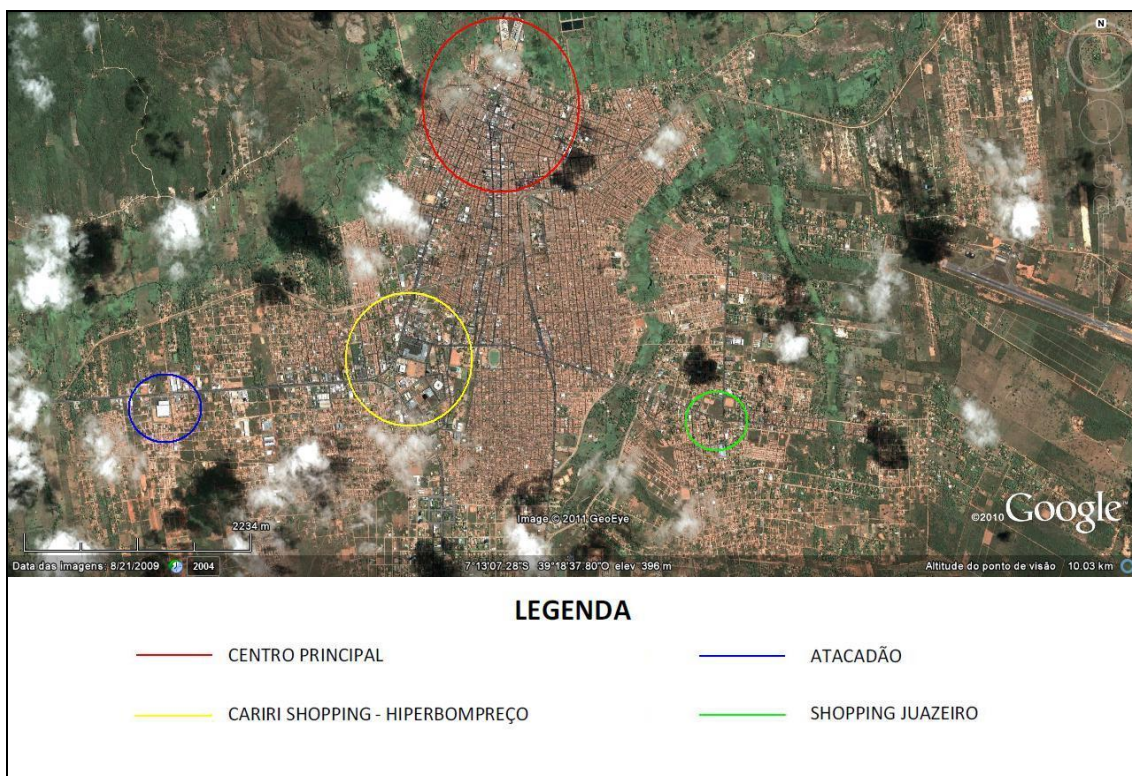 N
2234 m
Image © 2011 GeoEye
©2010 Google
Data das Imagens: 8/21/2009 2004 7°13'07.28"S 39°18'37.80"O elev 396 m Altitude do ponto de visão 10.03 km
LEGENDA
CENTRO PRINCIPAL
ATACADÃO
CARIRI SHOPPING - HIPERBOMPREÇO
SHOPPING JUAZEIRO